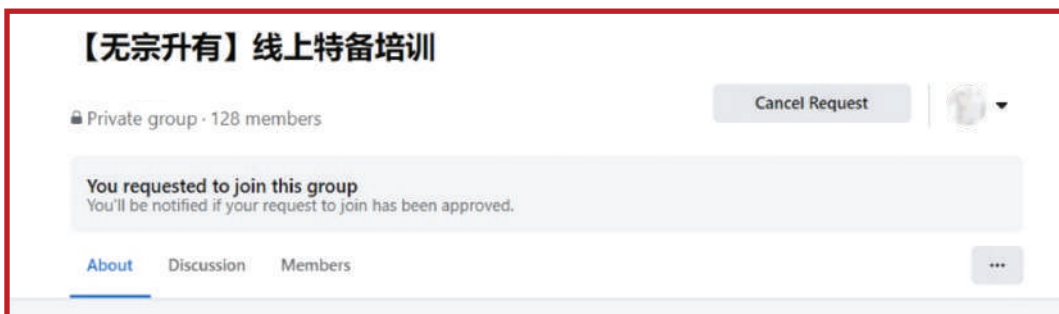 【无宗升有】线上特备培训
Cancel Request
Private group · 128 members
You requested to join this group
You'll be notified if your request to join has been approved.
About Discussion Members